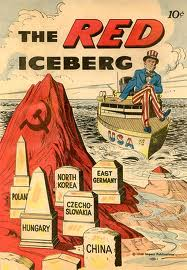 10¢
THE RED
ICEBERG
USA
POLAND
NORTH
KOREA
EAST
GERMANY
CZECHO-
SLOVAKIA
HUNGARY
CHINA